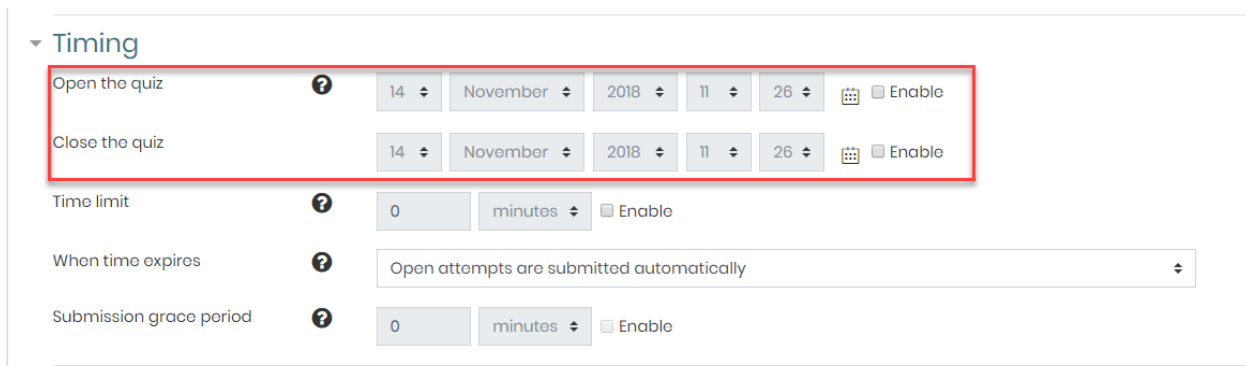 Timing
Open the quiz ? 14 November 2018 11 26 Enable
Close the quiz 14 November 2018 11 26 Enable
Time limit ? 0 minutes Enable
When time expires ? Open attempts are submitted automatically
Submission grace period ? 0 minutes Enable